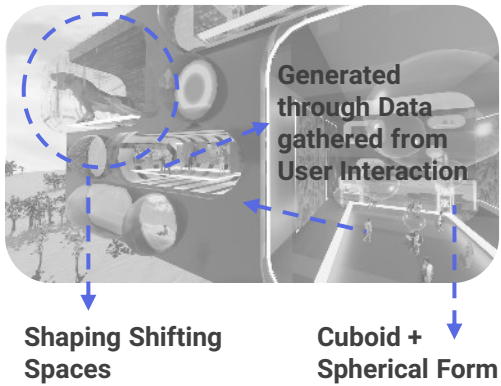 Generated
through Data
gathered from
User Interaction
Shaping Shifting
Spaces
Cuboid +
Spherical Form